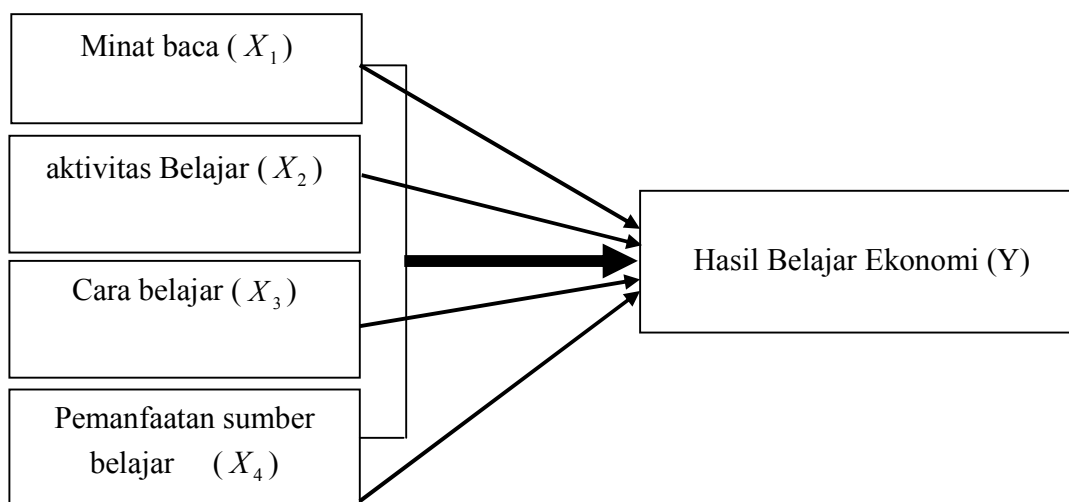 Minat baca ( X₁)
aktivitas Belajar ( X₂)
Cara belajar ( X₃)
Pemanfaatan sumber
belajar ( X₄)
Hasil Belajar Ekonomi (Y)